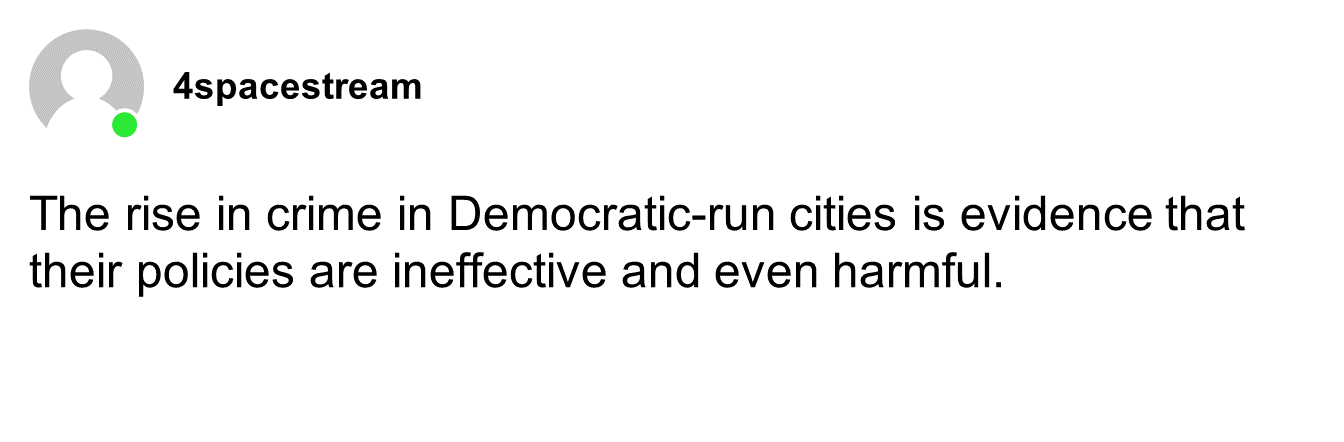 4spacestream
The rise in crime in Democratic-run cities is evidence that
their policies are ineffective and even harmful.